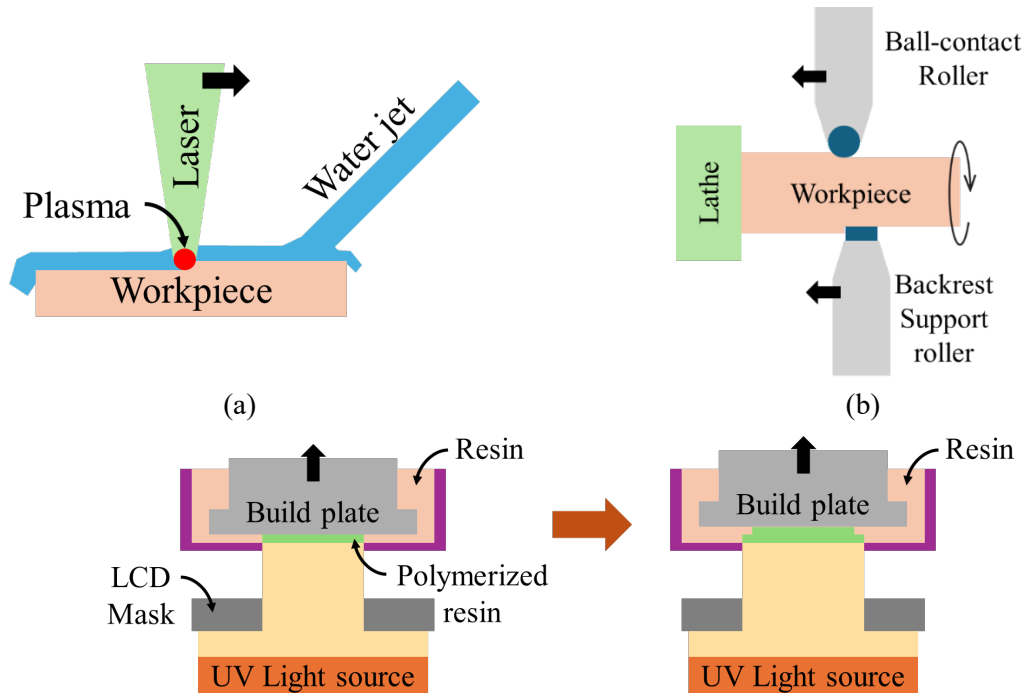 Laser
Water jet
Plasma
Workpiece
(a)
Ball-contact
Roller
Lathe
Workpiece
Backrest
Support
roller
(b)
Resin
Build plate
LCD
Mask
Polymerized
resin
UV Light source
Resin
Build plate
UV Light source